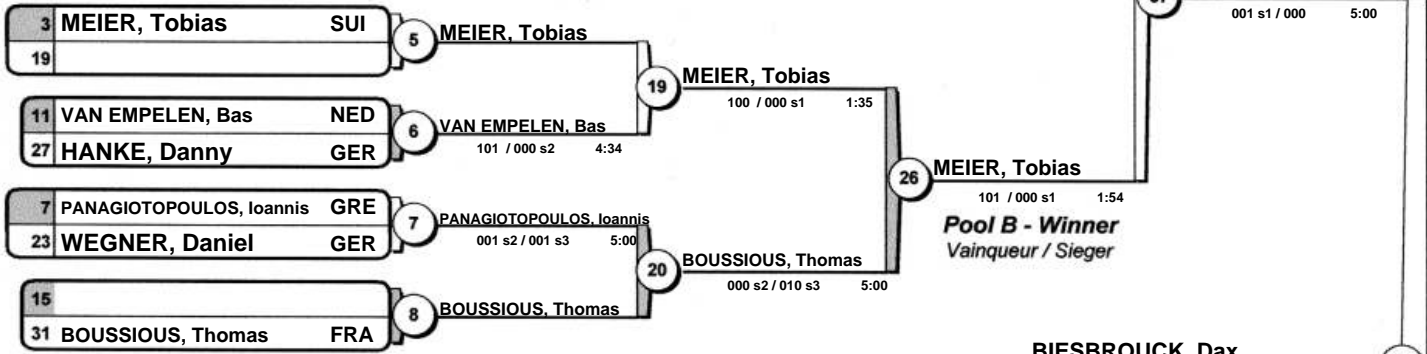 001 s1 / 000 5:00
3 MEIER, Tobias SUI
19
5 MEIER, Tobias
11 VAN EMPELEN, Bas NED
27 HANKE, Danny GER
6 VAN EMPELEN, Bas
101 / 000 s2 4:34
19 MEIER, Tobias
100 / 000 s1 1:35
7 PANAGIOTOPOULOS, Ioannis GRE
23 WEGNER, Daniel GER
7 PANAGIOTOPOULOS, Ioannis
001 s2 / 001 s3 5:00
15
31 BOUSSIOUS, Thomas FRA
8 BOUSSIOUS, Thomas
20 BOUSSIOUS, Thomas
000 s2 / 010 s3 5:00
26 MEIER, Tobias
101 / 000 s1 1:54
Pool B - Winner
Vainqueur / Sieger
BIESBROUCK, Dax